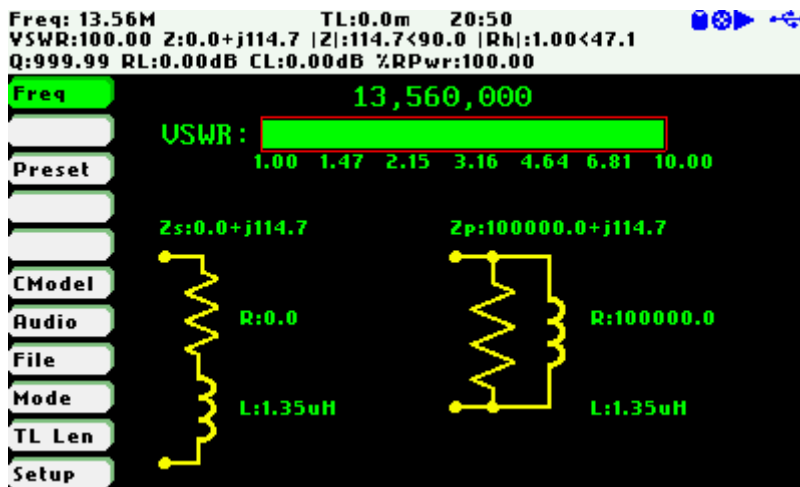 Freq: 13.56M TL:0.0m 20:50
VSWR:100.00 Z:0.0+j114.7 |Z|:114.7<90.0 |Rh|:1.00<47.1
Q:999.99 RL:0.00dB CL:0.00dB %RPwr:100.00
Freq
13,560,000
VSWR:
1.00 1.47 2.15 3.16 4.64 6.81 10.00
Preset
Zs:0.0+j114.7 Zp:100000.0+j114.7
CModel
Audio
R:0.0 R:100000.0
File
Mode
L:1.35uH L:1.35uH
TL Len
Setup